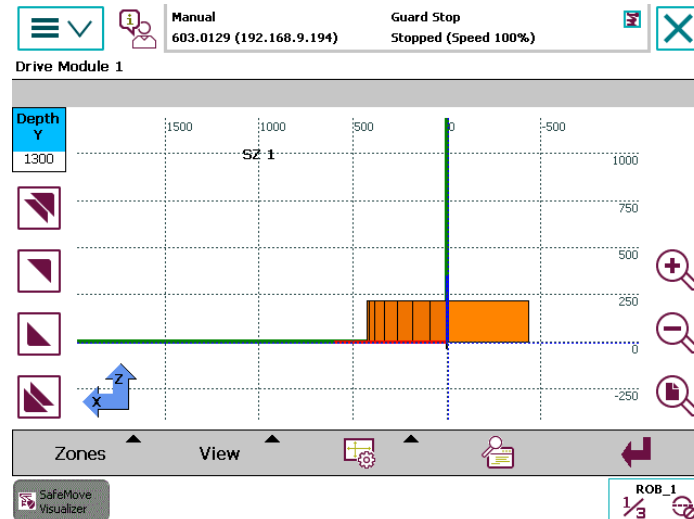 Manual
Guard Stop
603.0129 (192.168.9.194)
Stopped (Speed 100%)
Drive Module 1
Depth
Y
1300
1500
1000
500
0
-500
SZ 1
1000
750
500
250
0
-250
Z
X
Zones
View
SafeMove
Visualizer
ROB_1
1/3